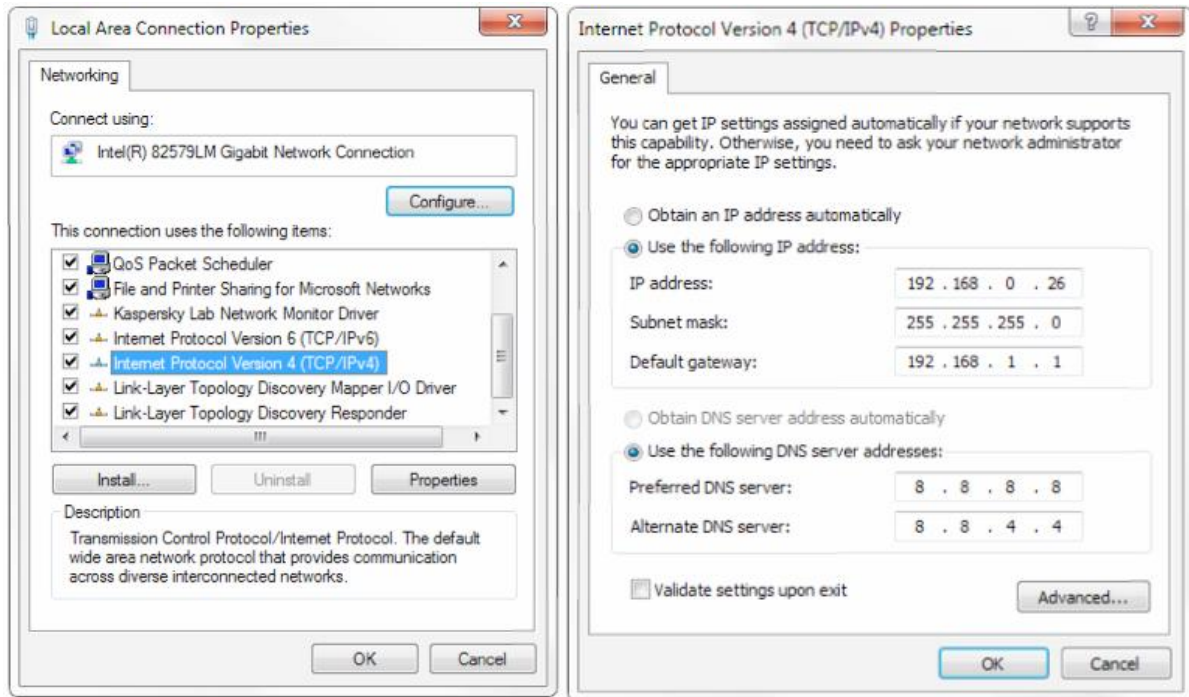 Local Area Connection Properties
Networking
Connect using:
Intel(R) 82579LM Gigabit Network Connection
Configure...
This connection uses the following items:
QoS Packet Scheduler
File and Printer Sharing for Microsoft Networks
Kaspersky Lab Network Monitor Driver
Internet Protocol Version 6 (TCP/IPv6)
Internet Protocol Version 4 (TCP/IPv4)
Link-Layer Topology Discovery Mapper I/O Driver
Link-Layer Topology Discovery Responder
Install... Uninstall Properties
Description
Transmission Control Protocol/Internet Protocol. The default
wide area network protocol that provides communication
across diverse interconnected networks.
OK Cancel
Internet Protocol Version 4 (TCP/IPv4) Properties
General
You can get IP settings assigned automatically if your network supports
this capability. Otherwise, you need to ask your network administrator
for the appropriate IP settings.
Obtain an IP address automatically
Use the following IP address:
IP address: 192 . 168 . 0 . 26
Subnet mask: 255 . 255 . 255 . 0
Default gateway: 192 . 168 . 1 . 1
Obtain DNS server address automatically
Use the following DNS server addresses:
Preferred DNS server: 8 . 8 . 8 . 8
Alternate DNS server: 8 . 8 . 4 . 4
Validate settings upon exit
Advanced...
OK Cancel